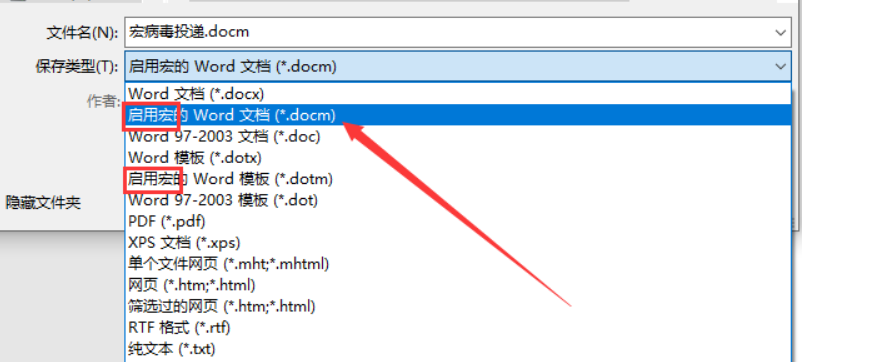 文件名(N): 宏病毒投递.docm
保存类型(T): 启用宏的 Word 文档 (*.docm)
作者:
Word 文档 (*.docx)
启用宏的 Word 文档 (*.docm)
Word 97-2003 文档 (*.doc)
Word 模板 (*.dotx)
启用宏的 Word 模板 (*.dotm)
Word 97-2003 模板 (*.dot)
隐藏文件夹
PDF (*.pdf)
XPS 文档 (*.xps)
单个文件网页 (*.mht;*.mhtml)
网页 (*.htm;*.html)
筛选过的网页 (*.htm;*.html)
RTF 格式 (*.rtf)
纯文本 (*.txt)